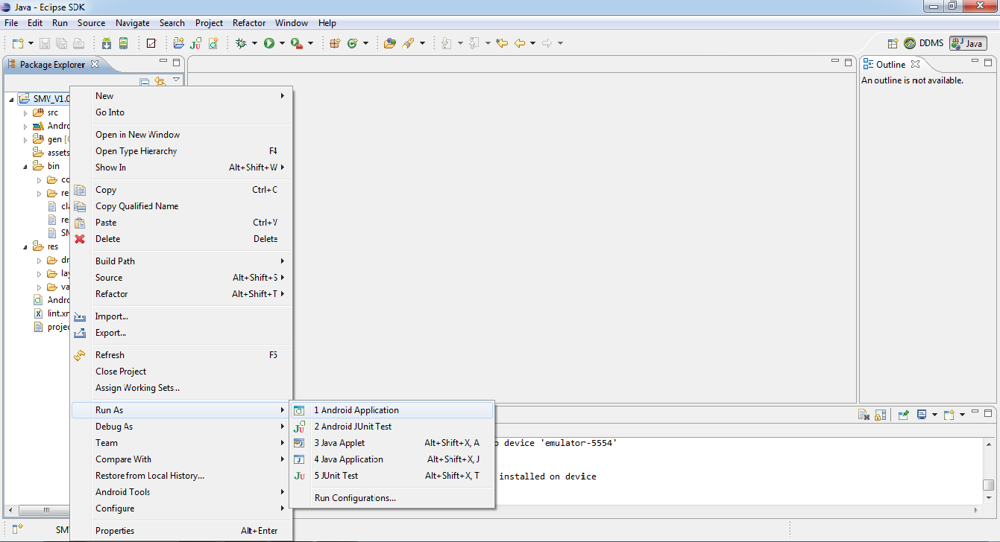 Java - Eclipse SDK
File Edit Run Source Navigate Search Project Refactor Window Help
DDMS Java
Package Explorer
Outline
An outline is not available.
SMV_V1.0
src
Andro
gen [G
assets
bin
co
re
cla
re
SM
res
dr
lay
va
Andro
lint.xm
projec
New
Go Into
Open in New Window
Open Type Hierarchy F4
Show In Alt+Shift+W
Copy Ctrl+C
Copy Qualified Name
Paste Ctrl+V
Delete Delete
Build Path
Source Alt+Shift+S
Refactor Alt+Shift+T
Import...
Export...
Refresh F5
Close Project
Assign Working Sets...
Run As
Debug As
Team
Compare With
Restore from Local History...
Android Tools
Configure
Properties Alt+Enter
1 Android Application
2 Android JUnit Test
3 Java Applet Alt+Shift+X, A
4 Java Application Alt+Shift+X, J
5 JUnit Test Alt+Shift+X, T
Run Configurations...
o device 'emulator-5554'
installed on device
SMV